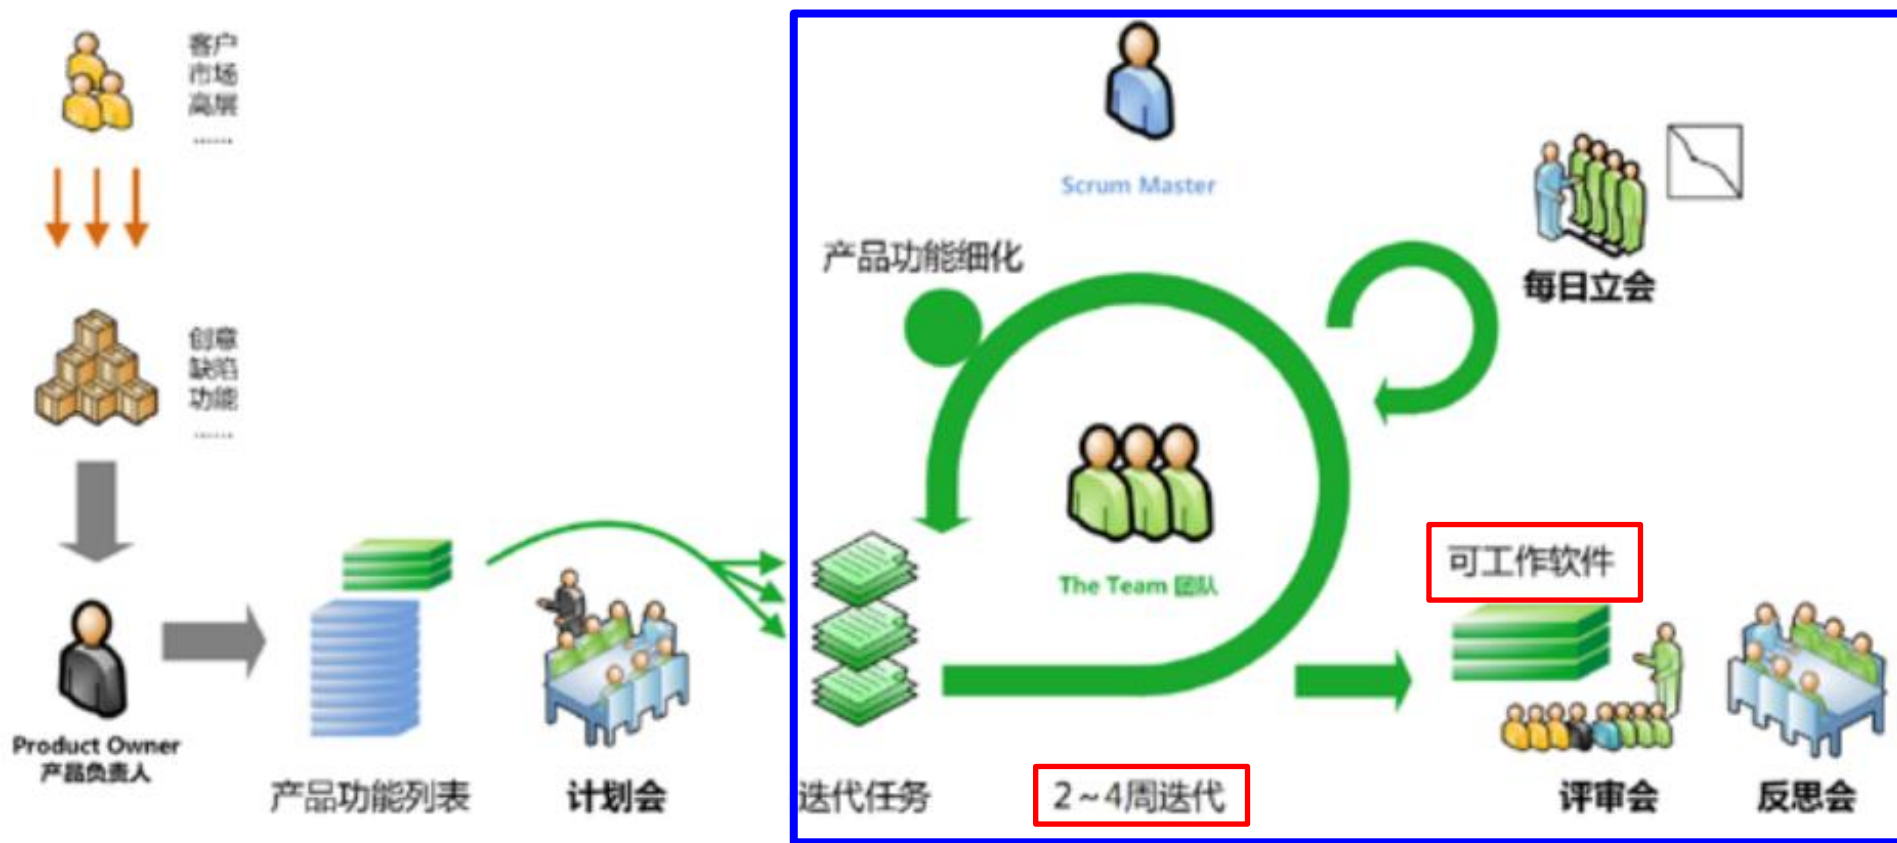 客户
市场
高层
......
创意
缺陷
功能
......
Product Owner
产品负责人
产品功能列表
计划会
Scrum Master
产品功能细化
每日立会
The Team 团队
迭代任务
2~4周迭代
可工作软件
评审会
反思会